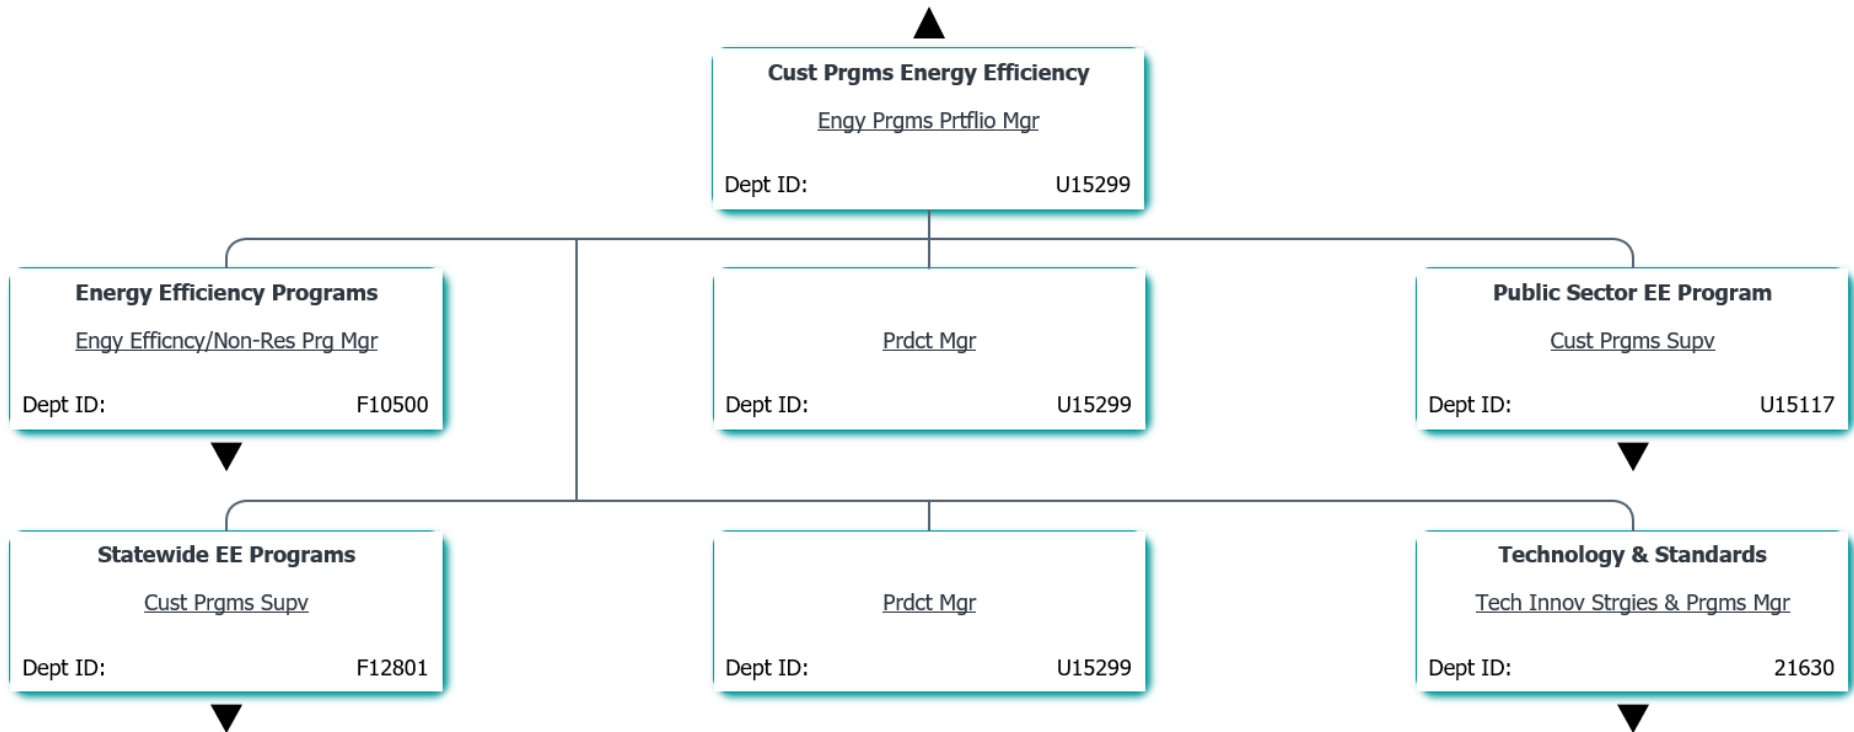 Cust Prgms Energy Efficiency
Engy Prgms Prtflio Mgr
Dept ID: U15299
Energy Efficiency Programs
Engy Efficncy/Non-Res Prg Mgr
Dept ID: F10500
Prdct Mgr
Dept ID: U15299
Public Sector EE Program
Cust Prgms Supv
Dept ID: U15117
Statewide EE Programs
Cust Prgms Supv
Dept ID: F12801
Prdct Mgr
Dept ID: U15299
Technology & Standards
Tech Innov Strgies & Prgms Mgr
Dept ID: 21630